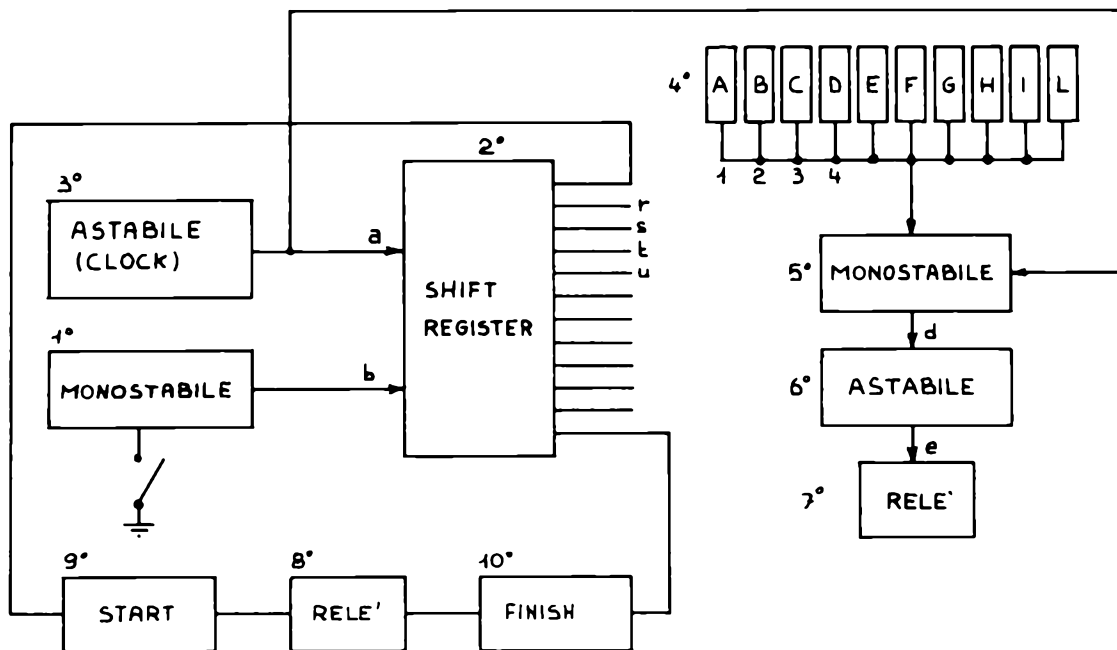 4° A B C D E F G H I L
1 2 3 4
2°
3°
ASTABILE
(CLOCK)
a
r
s
t
u
SHIFT
REGISTER
5° MONOSTABILE
d
1°
MONOSTABILE
b
6° ASTABILE
e
7° RELE'
9°
START
8°
RELE'
10°
FINISH